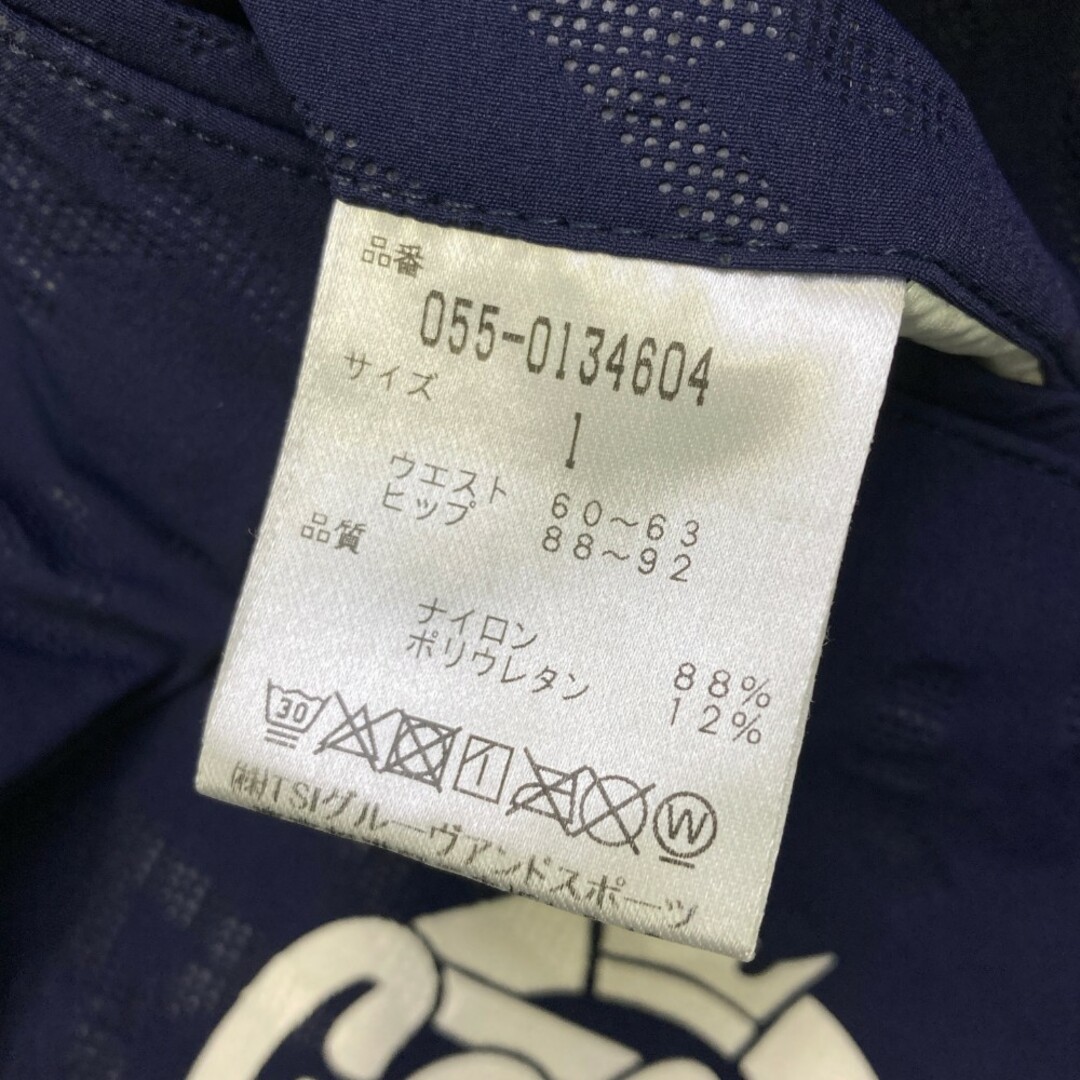 品番
055-0134604
サイズ
1
ウエスト 60〜63
ヒップ 88〜92
品質
ナイロン 88%
ポリウレタン 12%
30
W
㈱TSIグルーヴアンドスポーツ